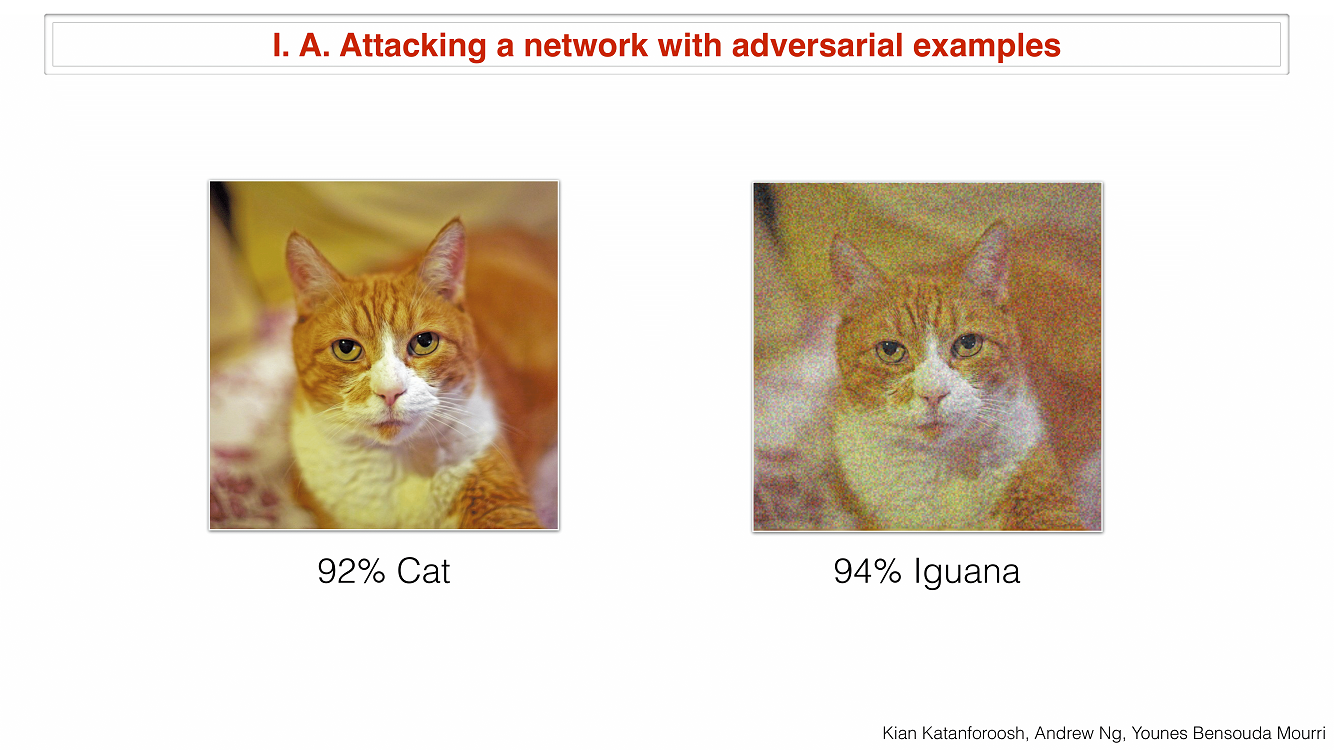 I. A. Attacking a network with adversarial examples
92% Cat
94% Iguana
Kian Katanforoosh, Andrew Ng, Younes Bensouda Mourri